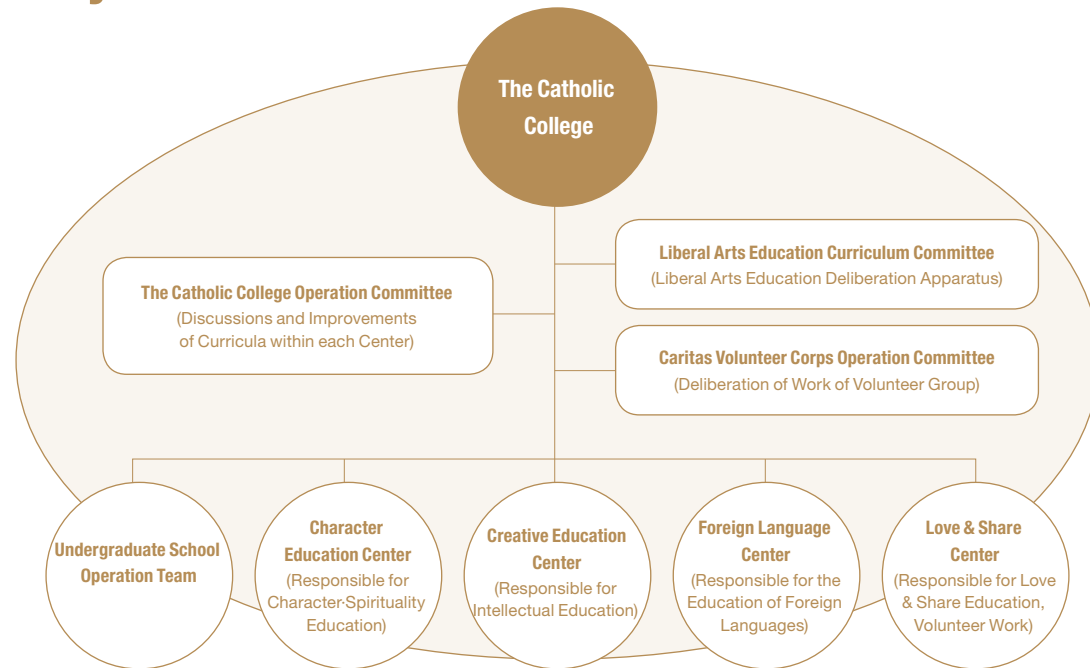 The Catholic
College
Liberal Arts Education Curriculum Committee
(Liberal Arts Education Deliberation Apparatus)
The Catholic College Operation Committee
(Discussions and Improvements
of Curricula within each Center)
Caritas Volunteer Corps Operation Committee
(Deliberation of Work of Volunteer Group)
Undergraduate School
Operation Team
Character
Education Center
(Responsible for
Character·Spirituality
Education)
Creative Education
Center
(Responsible for
Intellectual Education)
Foreign Language
Center
(Responsible for the
Education of Foreign
Languages)
Love & Share
Center
(Responsible for Love
& Share Education,
Volunteer Work)